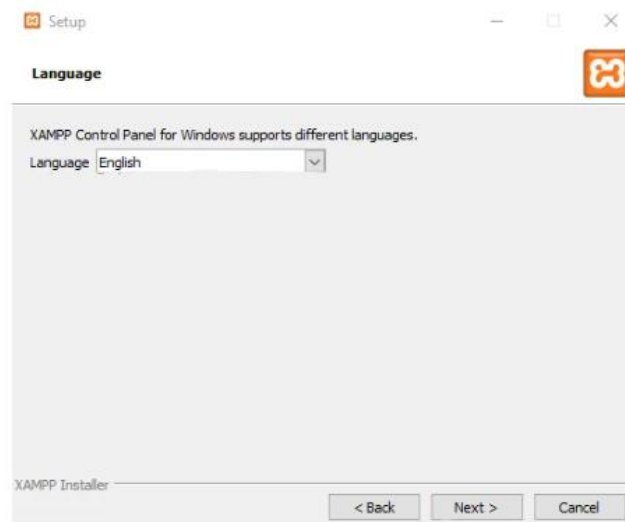 Setup
Language
XAMPP Control Panel for Windows supports different languages.
Language English
XAMPP Installer
< Back Next > Cancel